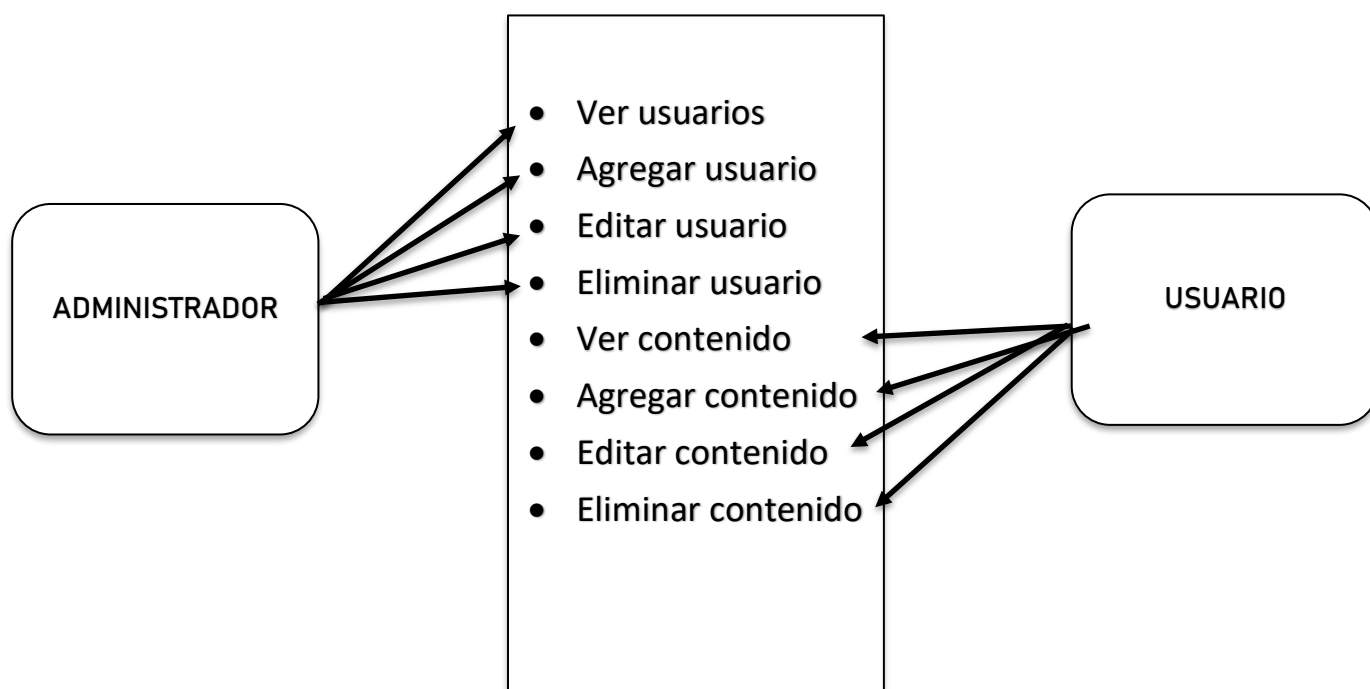 • Ver usuarios
• Agregar usuario
• Editar usuario
• Eliminar usuario
ADMINISTRADOR
USUARIO
• Ver contenido
• Agregar contenido
• Editar contenido
• Eliminar contenido